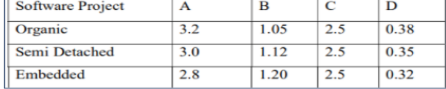 Software Project A B C D
Organic 3.2 1.05 2.5 0.38
Semi Detached 3.0 1.12 2.5 0.35
Embedded 2.8 1.20 2.5 0.32